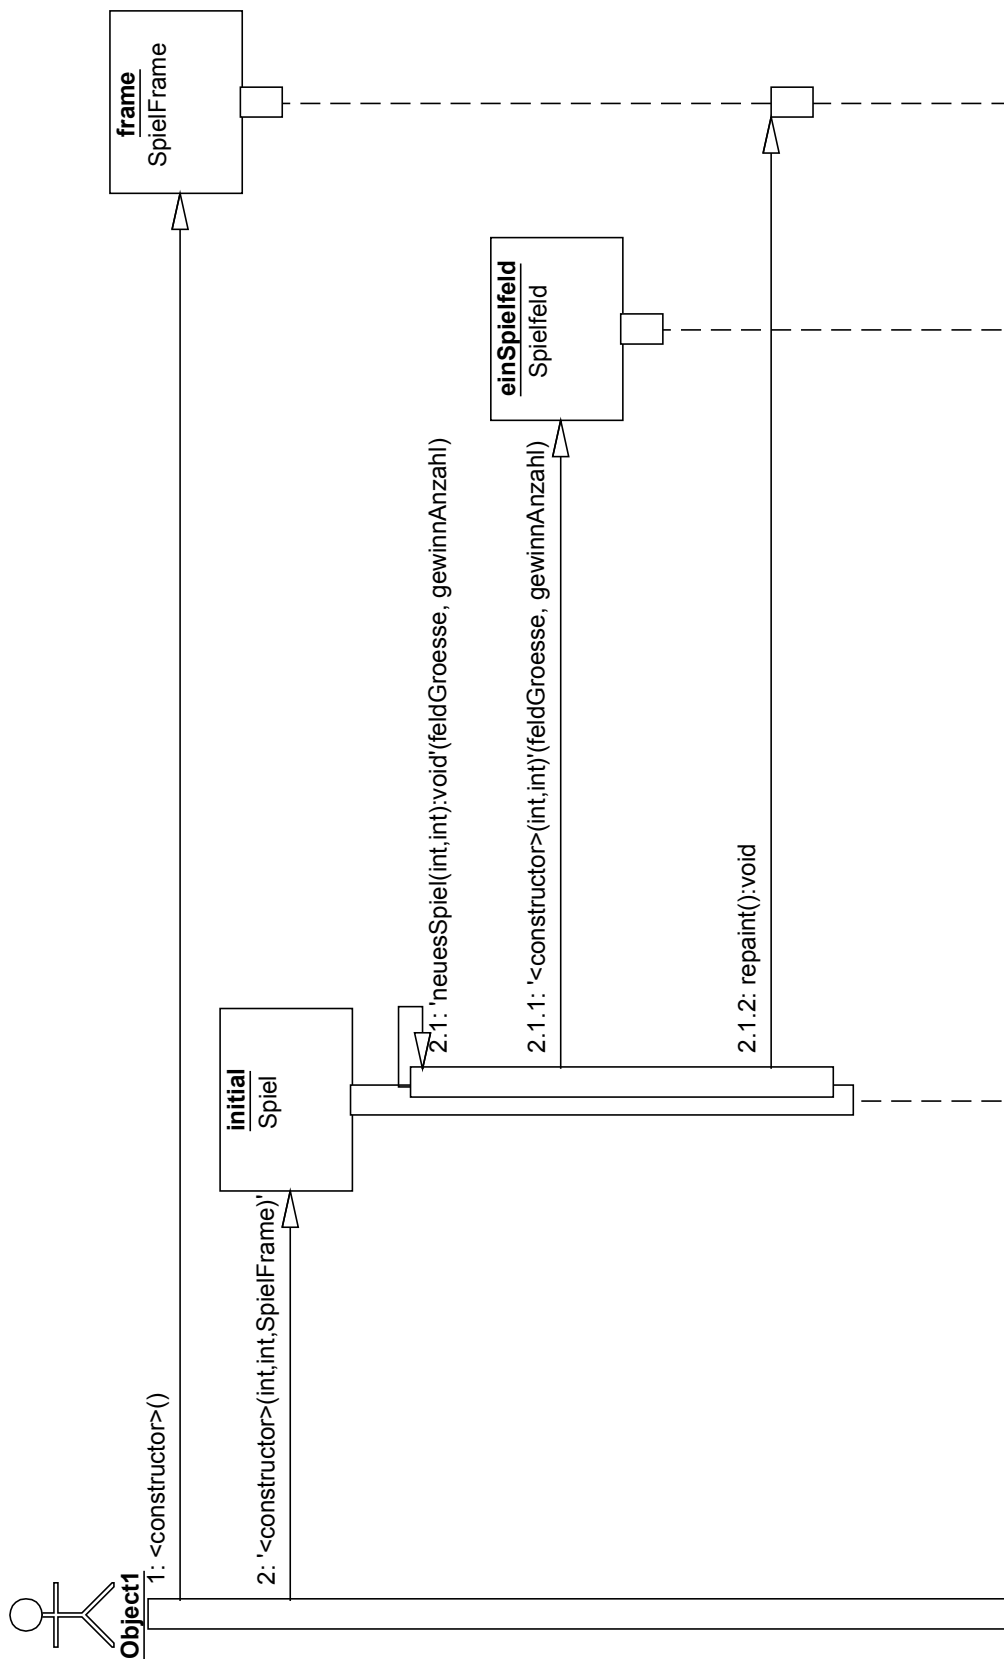 Object1
initial
Spiel
einSpielfeld
Spielfeld
frame
SpielFrame
1: <constructor>()
2: '<constructor>(int,int,SpielFrame)'
2.1: 'neuesSpiel(int,int):void'(feldGroesse, gewinnAnzahl)
2.1.1: '<constructor>(int,int)'(feldGroesse, gewinnAnzahl)
2.1.2: repaint():void